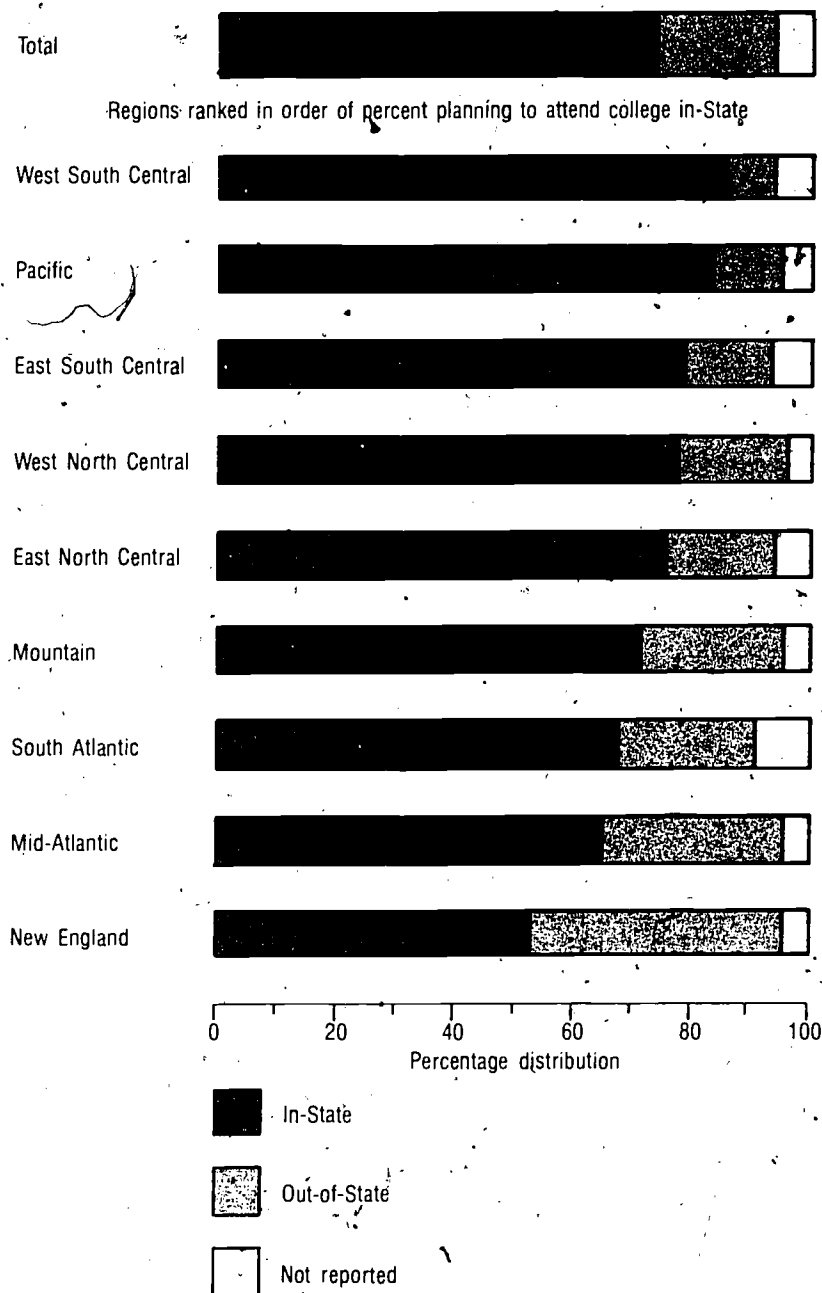 Total
Regions ranked in order of percent planning to attend college in-State
West South Central
Pacific
East South Central
West North Central
East North Central
Mountain
South Atlantic
Mid-Atlantic
New England
0 20 40 60 80 100
Percentage distribution
In-State
Out-of-State
Not reported